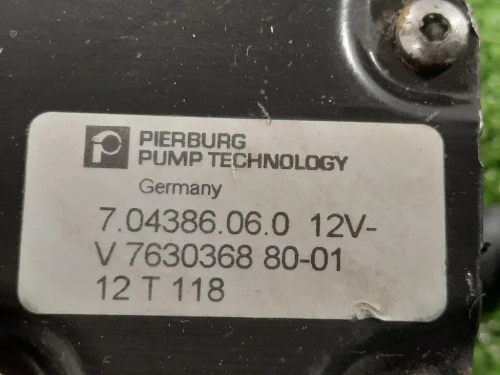 PIERBURG
PUMP TECHNOLOGY
Germany
7.04386.06.0 12V-
V 7630368 80-01
12 T 118